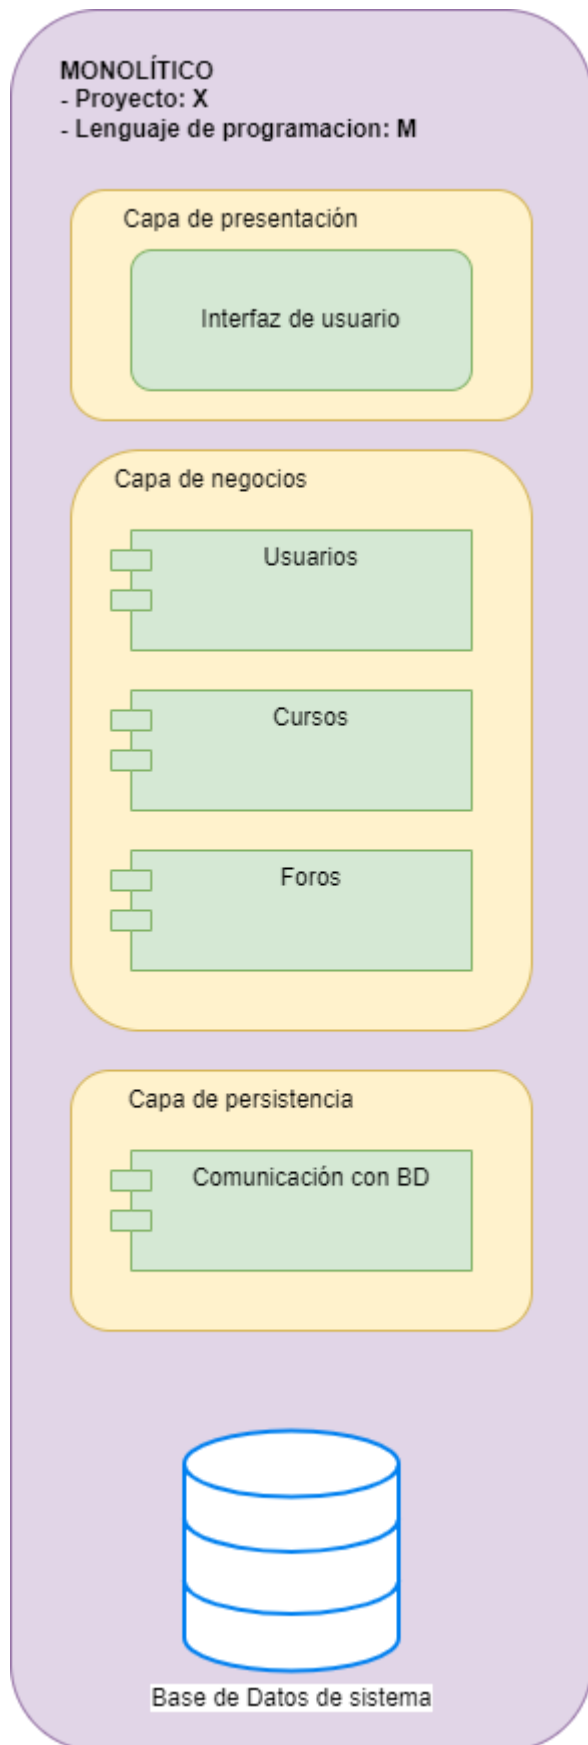 MONOLÍTICO
- Proyecto: X
- Lenguaje de programacion: M
Capa de presentación
Interfaz de usuario
Capa de negocios
Usuarios
Cursos
Foros
Capa de persistencia
Comunicación con BD
Base de Datos de sistema